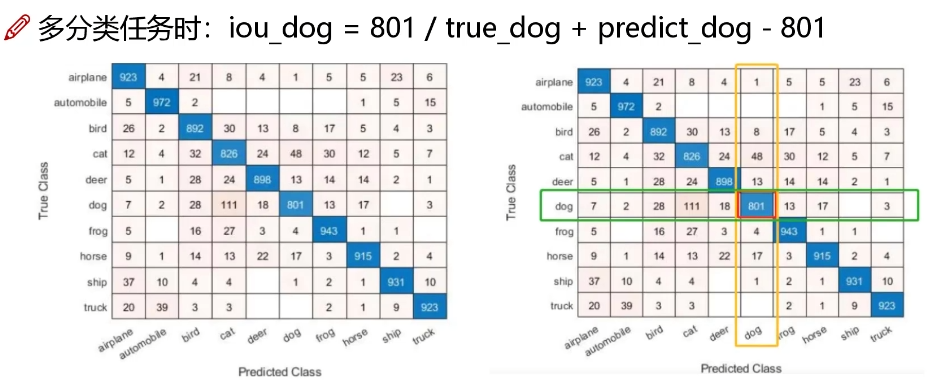 多分类任务时：iou_dog = 801 / true_dog + predict_dog - 801
True Class
airplane 923 4 21 8 4 1 5 5 23 6
automobile 5 972 2 1 5 15
bird 26 2 892 30 13 8 17 5 4 3
cat 12 4 32 826 24 48 30 12 5 7
deer 5 1 28 24 898 13 14 14 2 1
dog 7 2 28 111 18 801 13 17 3
frog 5 16 27 3 4 943 1 1
horse 9 1 14 13 22 17 3 915 2 4
ship 37 10 4 4 1 2 1 931 10
truck 20 39 3 3 2 1 9 923
airplane automobile bird cat deer dog frog horse ship truck
Predicted Class
True Class
airplane 923 4 21 8 4 1 5 5 23 6
automobile 5 972 2 1 5 15
bird 26 2 892 30 13 8 17 5 4 3
cat 12 4 32 826 24 48 30 12 5 7
deer 5 1 28 24 898 13 14 14 2 1
dog 7 2 28 111 18 801 13 17 3
frog 5 16 27 3 4 943 1 1
horse 9 1 14 13 22 17 3 915 2 4
ship 37 10 4 4 1 2 1 931 10
truck 20 39 3 3 2 1 9 923
airplane automobile bird cat deer dog frog horse ship truck
Predicted Class